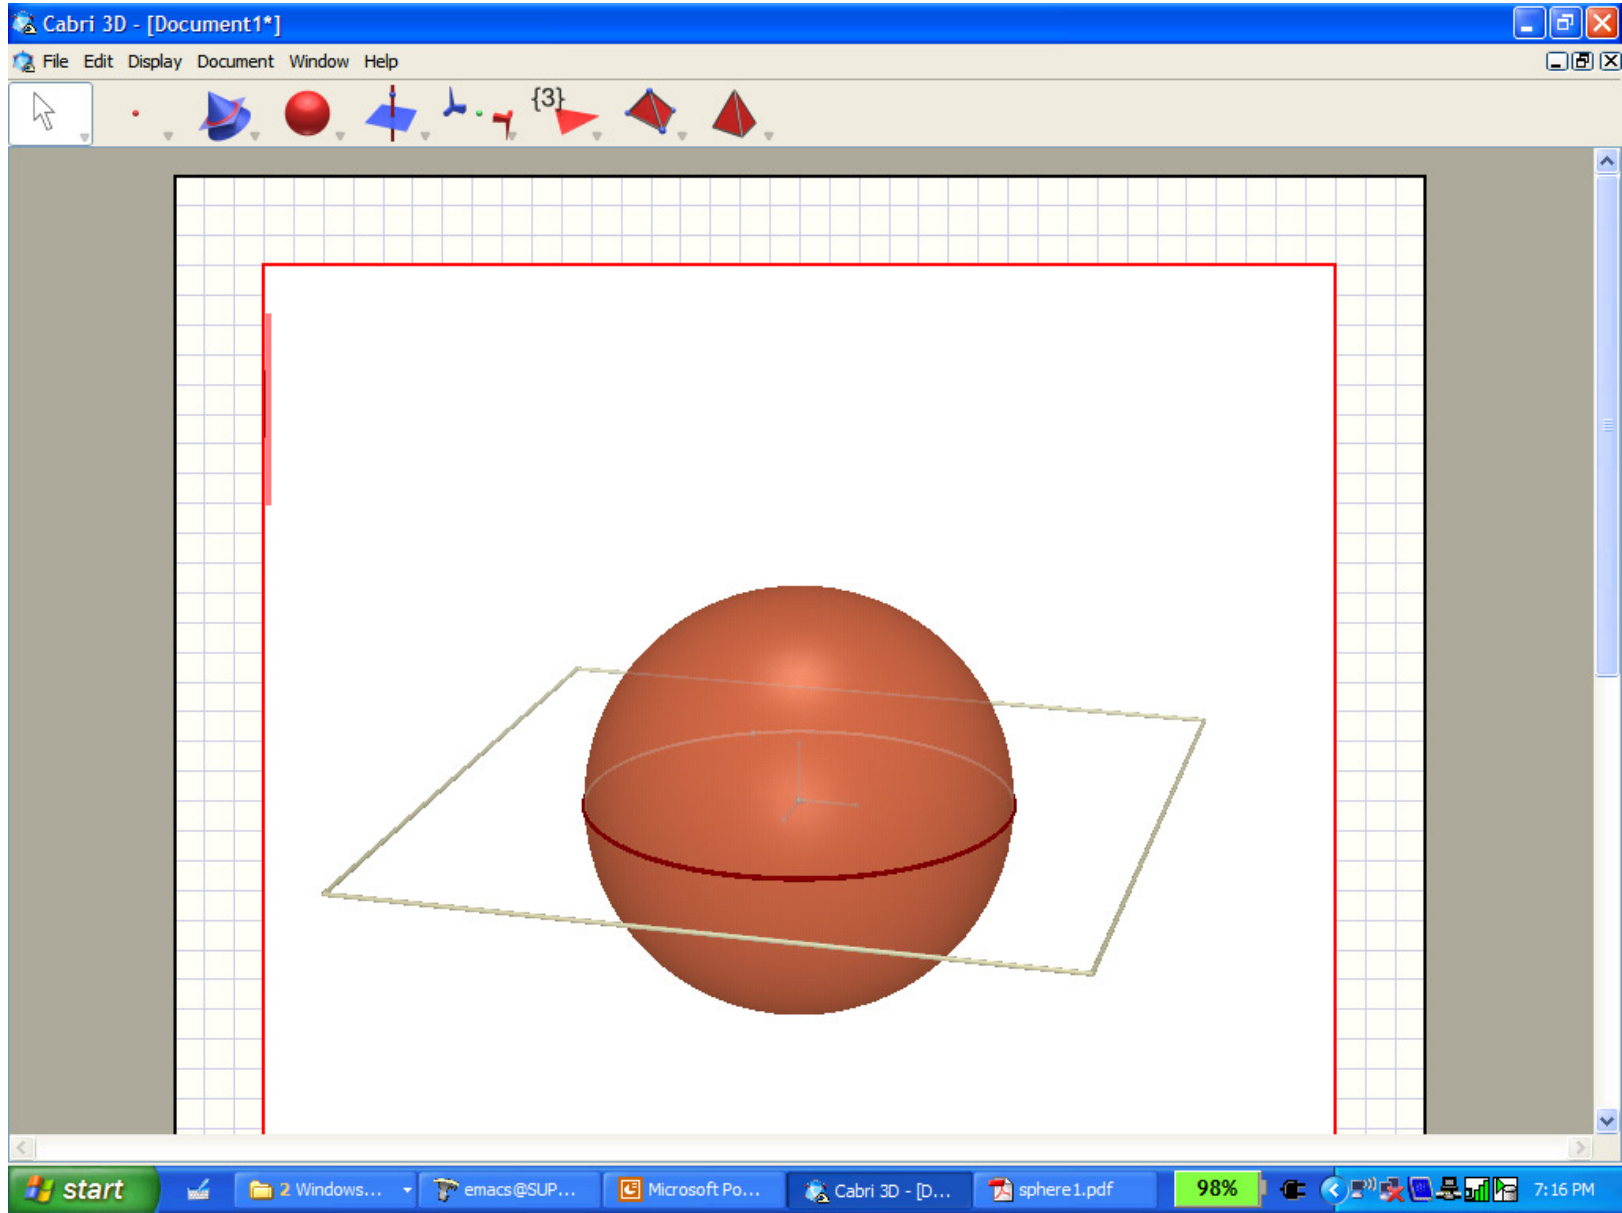 Cabri 3D - [Document1*]
File Edit Display Document Window Help
{3}
start 2 Windows... emacs@SUP... Microsoft Po... Cabri 3D - [D... sphere1.pdf 98% 7:16 PM